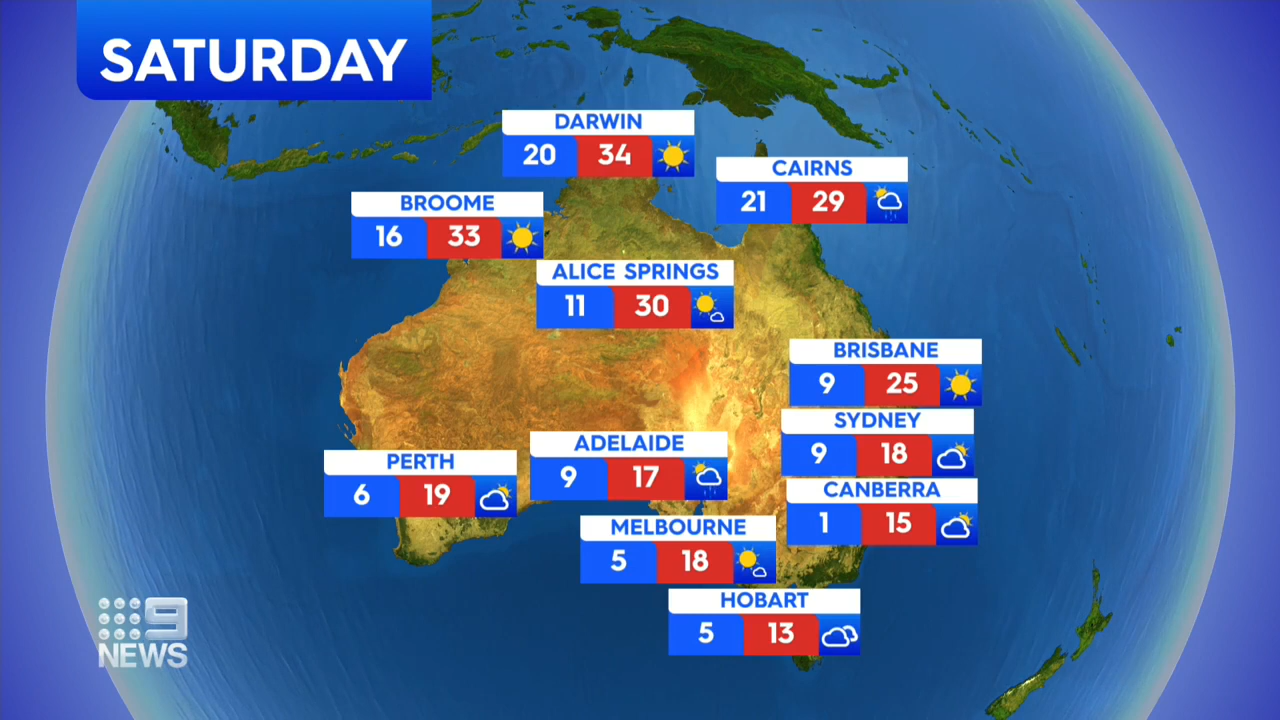 SATURDAY
DARWIN
20 34
CAIRNS
21 29
BROOME
16 33
ALICE SPRINGS
11 30
BRISBANE
9 25
SYDNEY
9 18
ADELAIDE
9 17
PERTH
6 19
CANBERRA
1 15
MELBOURNE
5 18
HOBART
5 13
9
NEWS